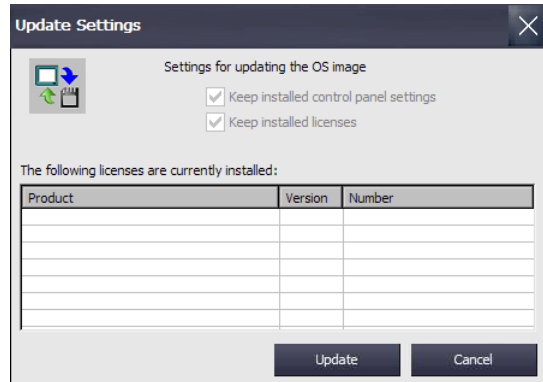 Update Settings
Settings for updating the OS image
Keep installed control panel settings
Keep installed licenses
The following licenses are currently installed:
Product Version Number
Update Cancel